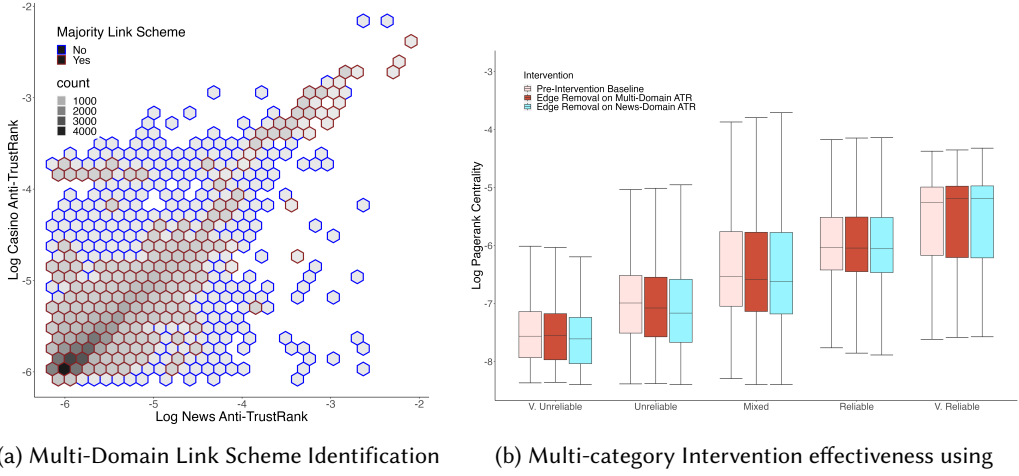 Majority Link Scheme
No
Yes
count
1000
2000
3000
4000
-2
-3
-4
-5
-6
Log Casino Anti-TrustRank
-6
-5
-4
-3
-2
Log News Anti-TrustRank
(a) Multi-Domain Link Scheme Identification
Intervention
Pre-Intervention Baseline
Edge Removal on Multi-Domain ATR
Edge Removal on News-Domain ATR
-3
-4
-5
-6
-7
-8
Log Pagerank Centrality
V. Unreliable
Unreliable
Mixed
Reliable
V. Reliable
(b) Multi-category Intervention effectiveness using